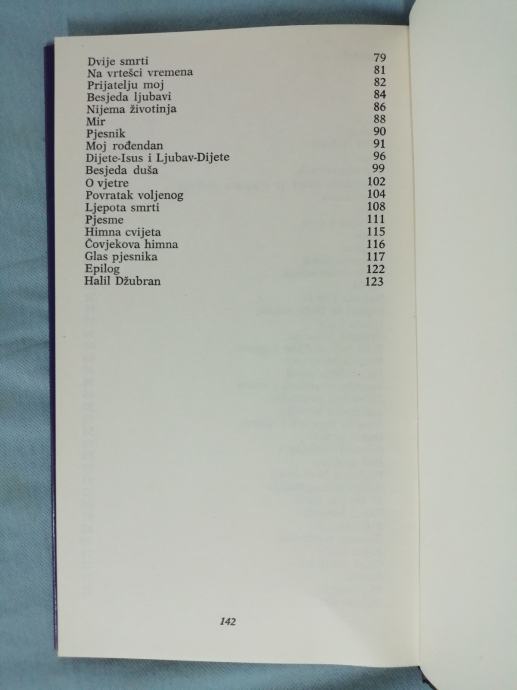 Dvije smrti 79
Na vrtešci vremena 81
Prijatelju moj 82
Besjeda ljubavi 84
Nijema životinja 86
Mir 88
Pjesnik 90
Moj rođendan 91
Dijete-Isus i Ljubav-Dijete 96
Besjeda duša 99
O vjetre 102
Povratak voljenog 104
Ljepota smrti 108
Pjesme 111
Himna cvijeta 115
Čovjekova himna 116
Glas pjesnika 117
Epilog 122
Halil Džubran 123
142